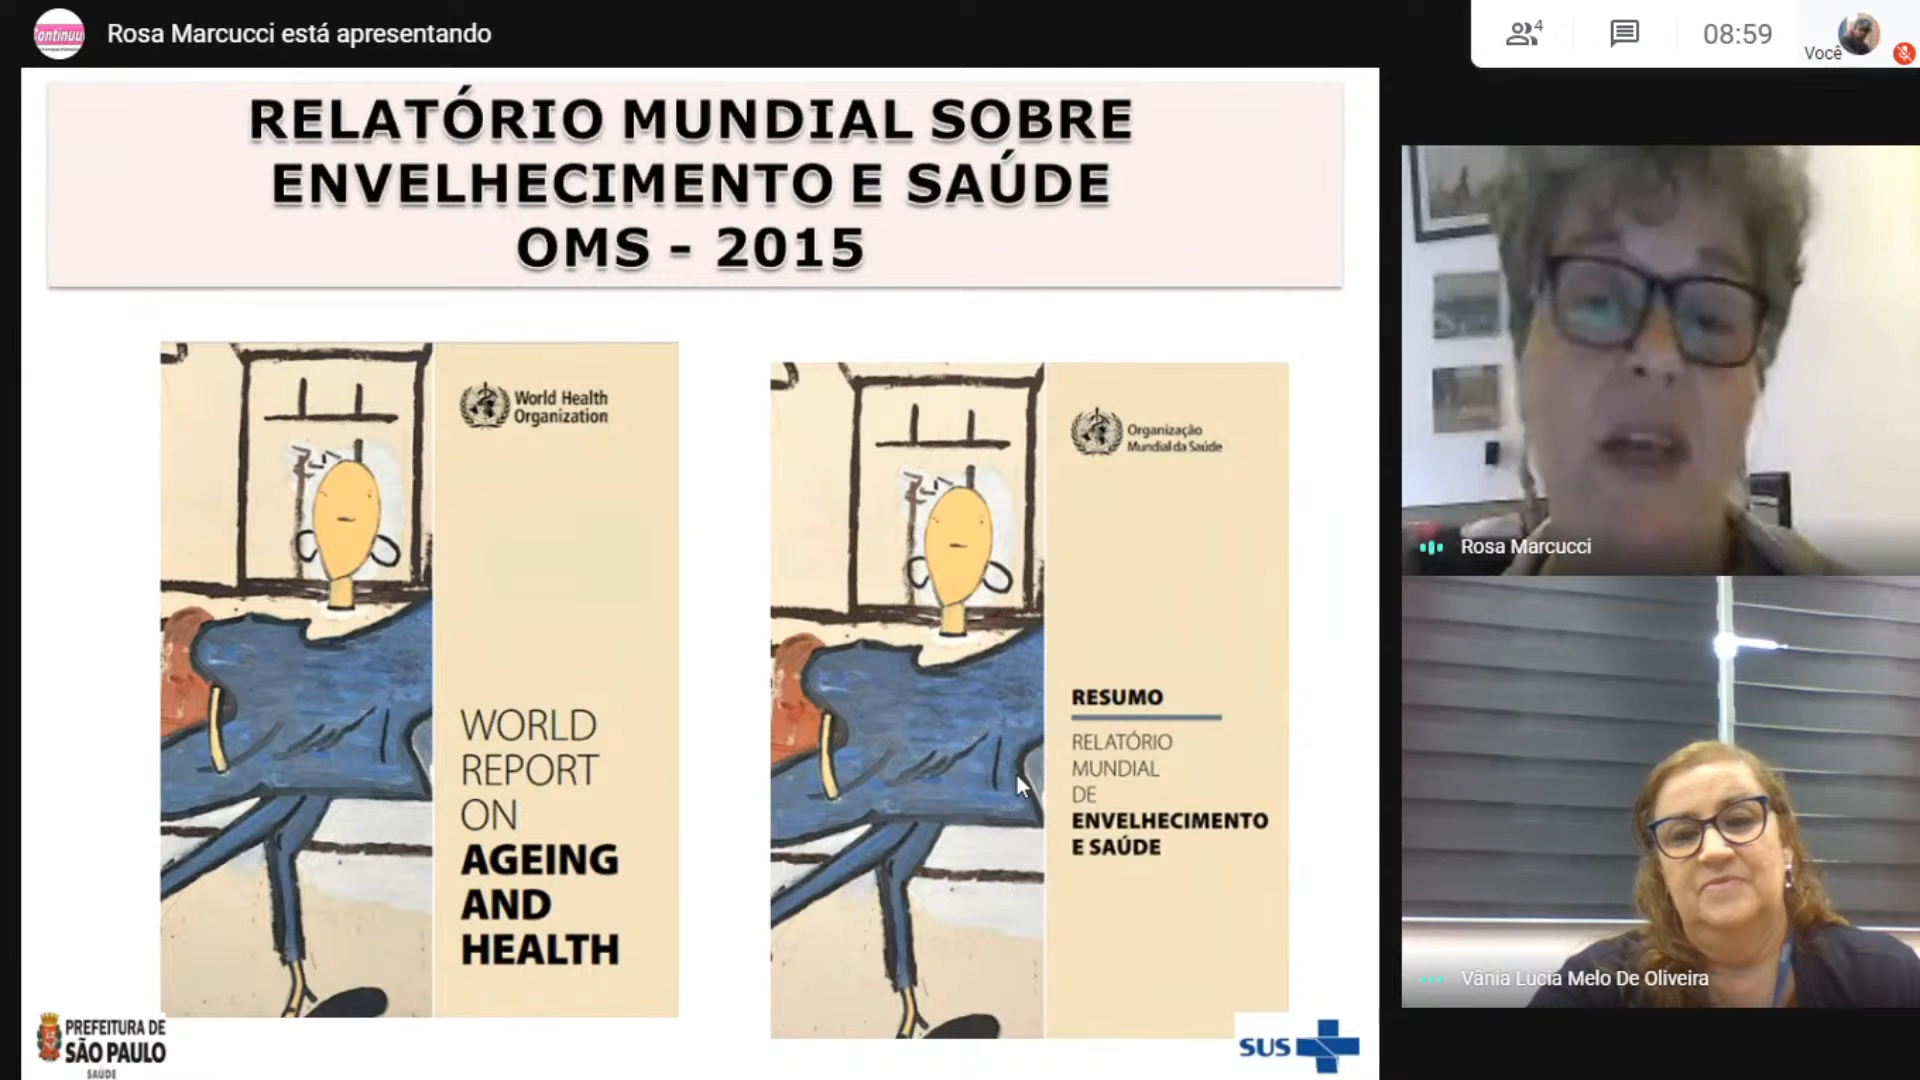 Continuu
Rosa Marcucci está apresentando
4
08:59
Você
RELATÓRIO MUNDIAL SOBRE
ENVELHECIMENTO E SAÚDE
OMS - 2015
World Health
Organization
WORLD
REPORT
ON
AGEING
AND
HEALTH
Organização
Mundial da Saúde
RESUMO
RELATÓRIO
MUNDIAL
DE
ENVELHECIMENTO
E SAÚDE
PREFEITURA DE
SÃO PAULO
SAÚDE
SUS
Rosa Marcucci
Vânia Lucia Melo De Oliveira